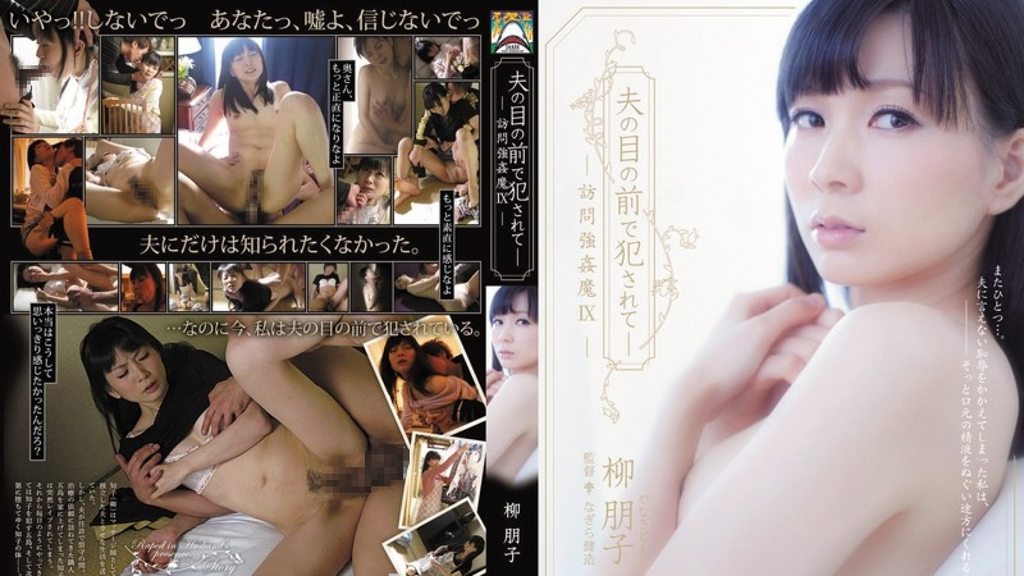 いやっ!!しないでっ　あなたっ、嘘よ、信じないでっ
奥さん、
もっと正直になりなよ
もっと素直に感じなよ
夫にだけは知られたくなかった。
…なのに今、私は夫の目の前で犯されている。
本当はこうして
思いっきり感じたかったんだろ?
Raped in Husband's
presence
Story
夫の目の前で犯されて―
―訪問強姦魔Ⅸ―
柳朋子
夫の目の前で犯されて―
―訪問強姦魔Ⅸ―
またひとつ…。
夫に言えない恥辱をかかえてしまった私は、
そっと口元の精液をぬぐい途方にくれる
柳朋子
監督 なぎら健造